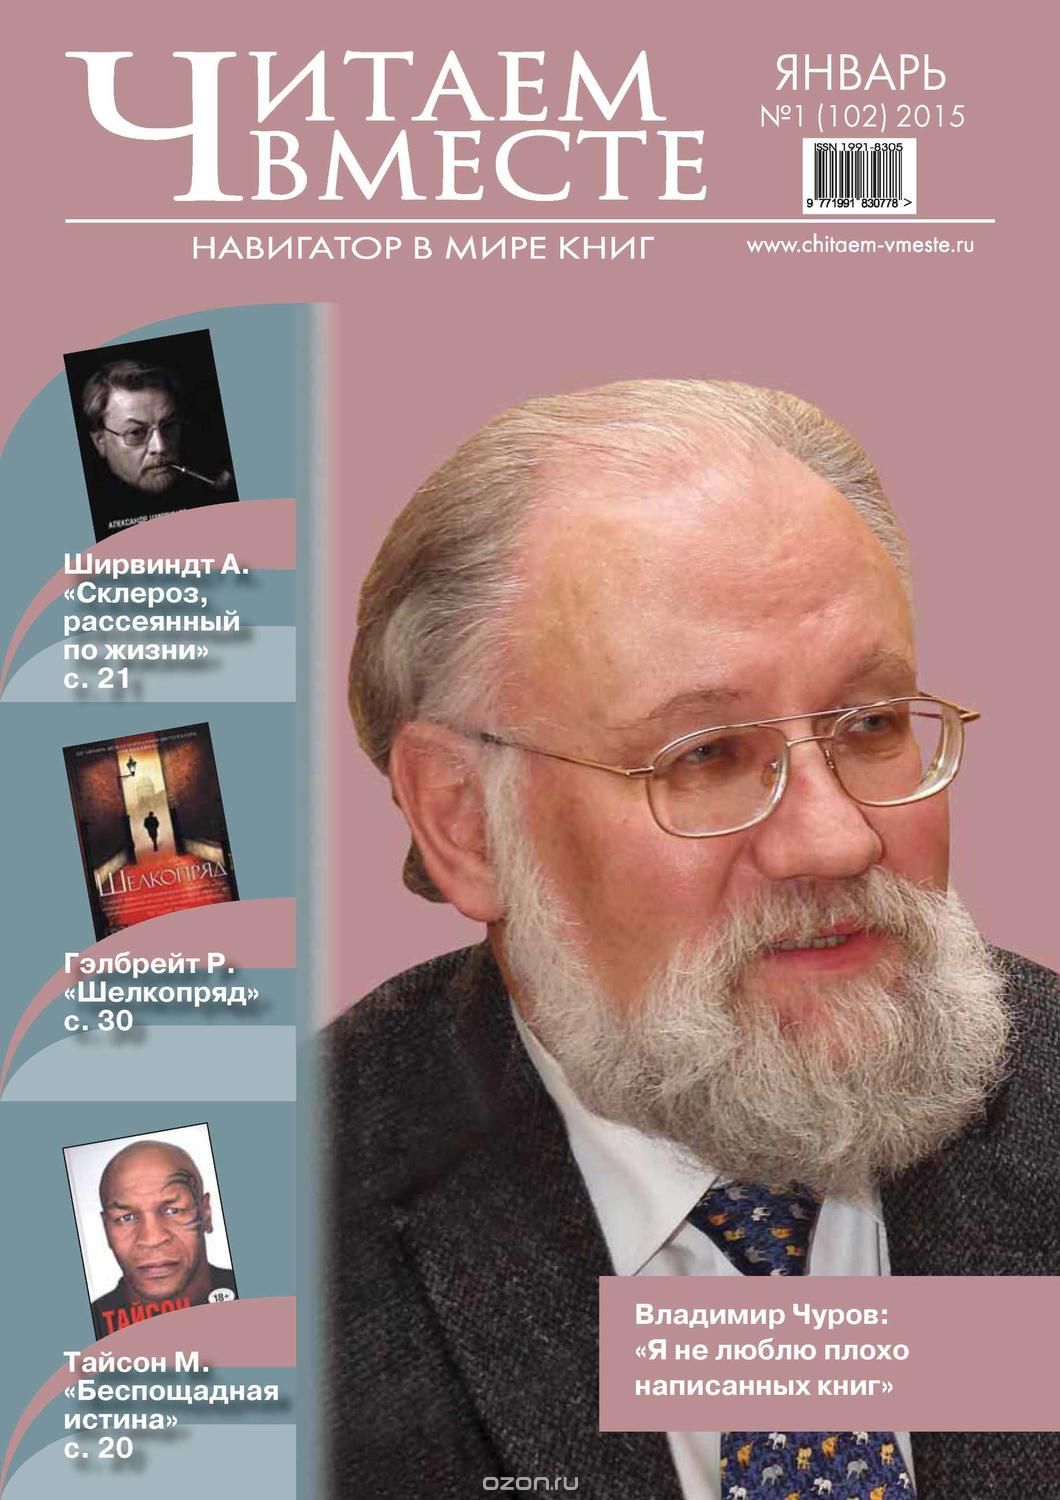 ЧИТАЕМ
ВМЕСТЕ
ЯНВАРЬ
№1 (102) 2015
ISSN 1991-8305
9 771991 830778 >
НАВИГАТОР В МИРЕ КНИГ
www.chitaem-vmeste.ru
АЛЕКСАНДР
Ширвиндт А.
«Склероз,
рассеянный
по жизни»
с. 21
ШЕЛКОПРЯД
Гэлбрейт Р.
«Шелкопряд»
с. 30
18+
ТАЙСОН
Тайсон М.
«Беспощадная
истина»
с. 20
Владимир Чуров:
«Я не люблю плохо
написанных книг»
ozon.ru